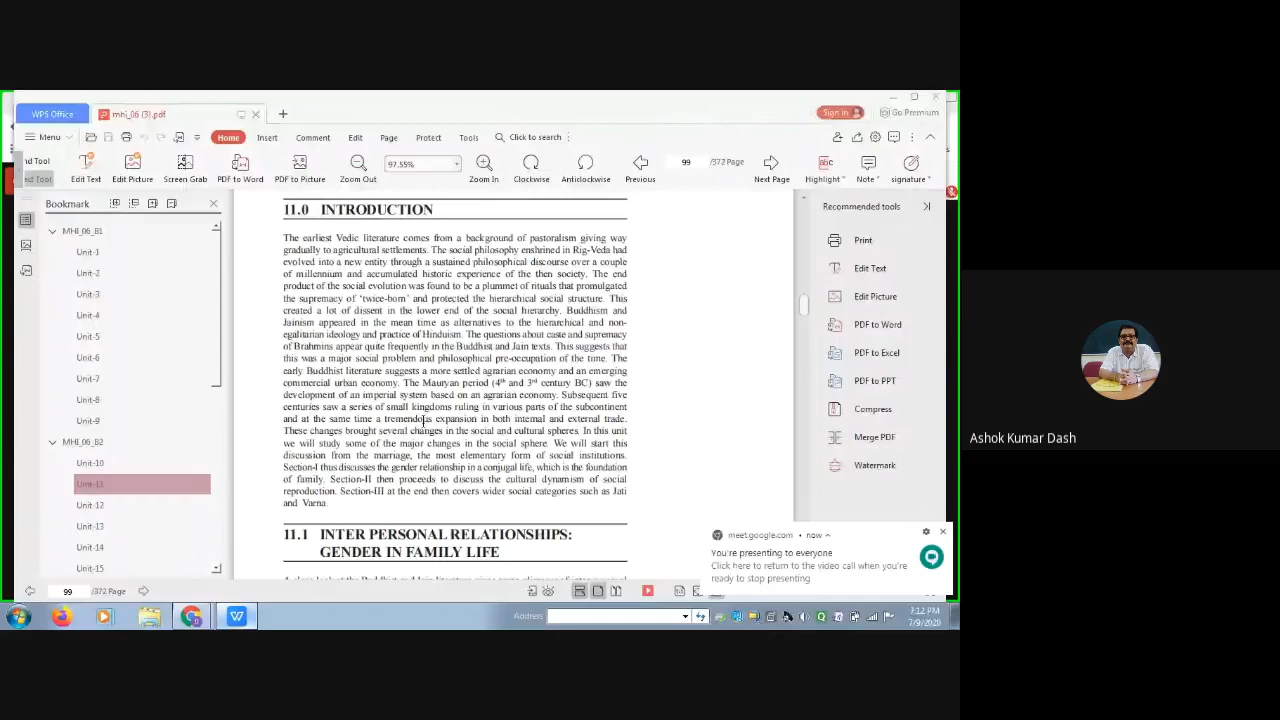 WPS Office
mhi_06 (3).pdf
Sign in
Go Premium
Menu
Home
Insert
Comment
Edit
Page
Protect
Tools
Click to search
nd Tool
Edit Text
Edit Picture
Screen Grab
PDF to Word
PDF to Picture
Zoom Out
97.55%
Zoom In
Clockwise
Anticlockwise
Previous
99
/372 Page
Next Page
Highlight
Note
signature
Bookmark
MHI_06_B1
Unit-1
Unit-2
Unit-3
Unit-4
Unit-5
Unit-6
Unit-7
Unit-8
Unit-9
MHI_06_B2
Unit-10
Unit-11
Unit-12
Unit-13
Unit-14
Unit-15
11.0 INTRODUCTION
The earliest Vedic literature comes from a background of pastoralism giving way
gradually to agricultural settlements. The social philosophy enshrined in Rig-Veda had
evolved into a new entity through a sustained philosophical discourse over a couple
of millennium and accumulated historic experience of the then society. The end
product of the social evolution was found to be a plummet of rituals that promulgated
the supremacy of 'twice-born' and protected the hierarchical social structure. This
created a lot of dissent in the lower end of the social hierarchy. Buddhism and
Jainism appeared in the mean time as alternatives to the hierarchical and non-
egalitarian ideology and practice of Hinduism. The questions about caste and supremacy
of Brahmins appear quite frequently in the Buddhist and Jain texts. This suggests that
this was a major social problem and philosophical pre-occupation of the time. The
early Buddhist literature suggests a more settled agrarian economy and an emerging
commercial urban economy. The Mauryan period (4th and 3rd century BC) saw the
development of an imperial system based on an agrarian economy. Subsequent five
centuries saw a series of small kingdoms ruling in various parts of the subcontinent
and at the same time a tremendous expansion in both internal and external trade.
These changes brought several changes in the social and cultural spheres. In this unit
we will study some of the major changes in the social sphere. We will start this
discussion from the marriage, the most elementary form of social institutions.
Section-I thus discusses the gender relationship in a conjugal life, which is the foundation
of family. Section-II then proceeds to discuss the cultural dynamism of social
reproduction. Section-III at the end then covers wider social categories such as Jati
and Varna.
11.1 INTER PERSONAL RELATIONSHIPS:
GENDER IN FAMILY LIFE
Recommended tools
Print
Edit Text
Edit Picture
PDF to Word
PDF to Excel
PDF to PPT
Compress
Merge PDF
Watermark
meet.google.com • now
You're presenting to everyone
Click here to return to the video call when you're
ready to stop presenting
99
/372 Page
Address
7:12 PM
7/9/2020
Ashok Kumar Dash